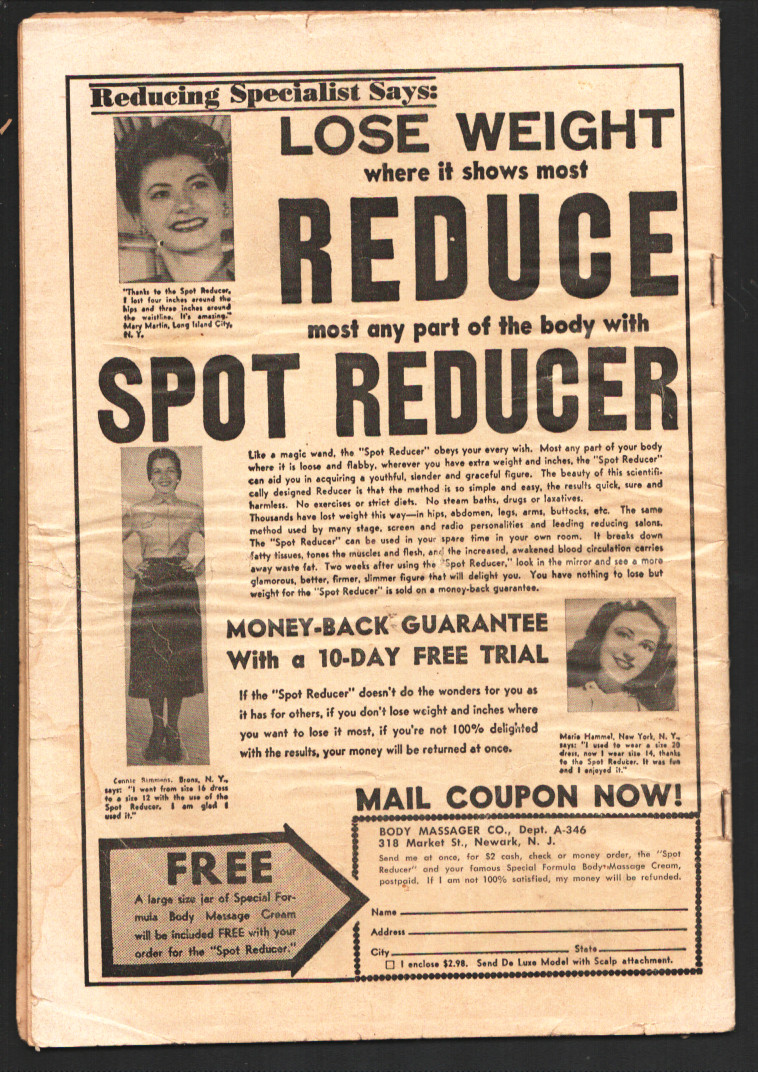 Reducing Specialist Says:
LOSE WEIGHT
where it shows most
REDUCE
most any part of the body with
SPOT REDUCER
"Thanks to the Spot Reducer,
I lost four inches around the
hips and three inches around
the waistline. It's amazing."
Mary Martin, Long Island City,
N. Y.
Like a magic wand, the "Spot Reducer" obeys your every wish. Most any part of your body
where it is loose and flabby, wherever you have extra weight and inches, the "Spot Reducer"
can aid you in acquiring a youthful, slender and graceful figure. The beauty of this scientifi-
cally designed Reducer is that the method is so simple and easy, the results quick, sure and
harmless. No exercises or strict diets. No steam baths, drugs or laxatives.
Thousands have lost weight this way—in hips, abdomen, legs, arms, buttocks, etc. The same
method used by many stage, screen and radio personalities and leading reducing salons.
The "Spot Reducer" can be used in your spare time in your own room. It breaks down
fatty tissues, tones the muscles and flesh, and the increased, awakened blood circulation carries
away waste fat. Two weeks after using the "Spot Reducer," look in the mirror and see a more
glamorous, better, firmer, slimmer figure that will delight you. You have nothing to lose but
weight for the "Spot Reducer" is sold on a money-back guarantee.
MONEY-BACK GUARANTEE
With a 10-DAY FREE TRIAL
If the "Spot Reducer" doesn't do the wonders for you as
it has for others, if you don't lose weight and inches where
you want to lose it most, if you're not 100% delighted
with the results, your money will be returned at once.
Marie Hammel, New York, N. Y.,
says: "I used to wear a size 20
dress, now I wear size 14, thanks
to the Spot Reducer. It was fun
and I enjoyed it."
Bronx, N. Y.,
says: "I went from size 16 dress
to a size 12 with the use of the
Spot Reducer. I am glad I
used it."
MAIL COUPON NOW!
FREE
A large size jar of Special For-
mula Body Massage Cream
will be included FREE with your
order for the "Spot Reducer."
BODY MASSAGER CO., Dept. A-346
318 Market St., Newark, N. J.
Send me at once, for $2 cash, check or money order, the "Spot
Reducer" and your famous Special Formula Body Massage Cream,
postpaid. If I am not 100% satisfied, my money will be refunded.
Name
Address
City State
I enclose $2.98. Send De Luxe Model with Scalp attachment.